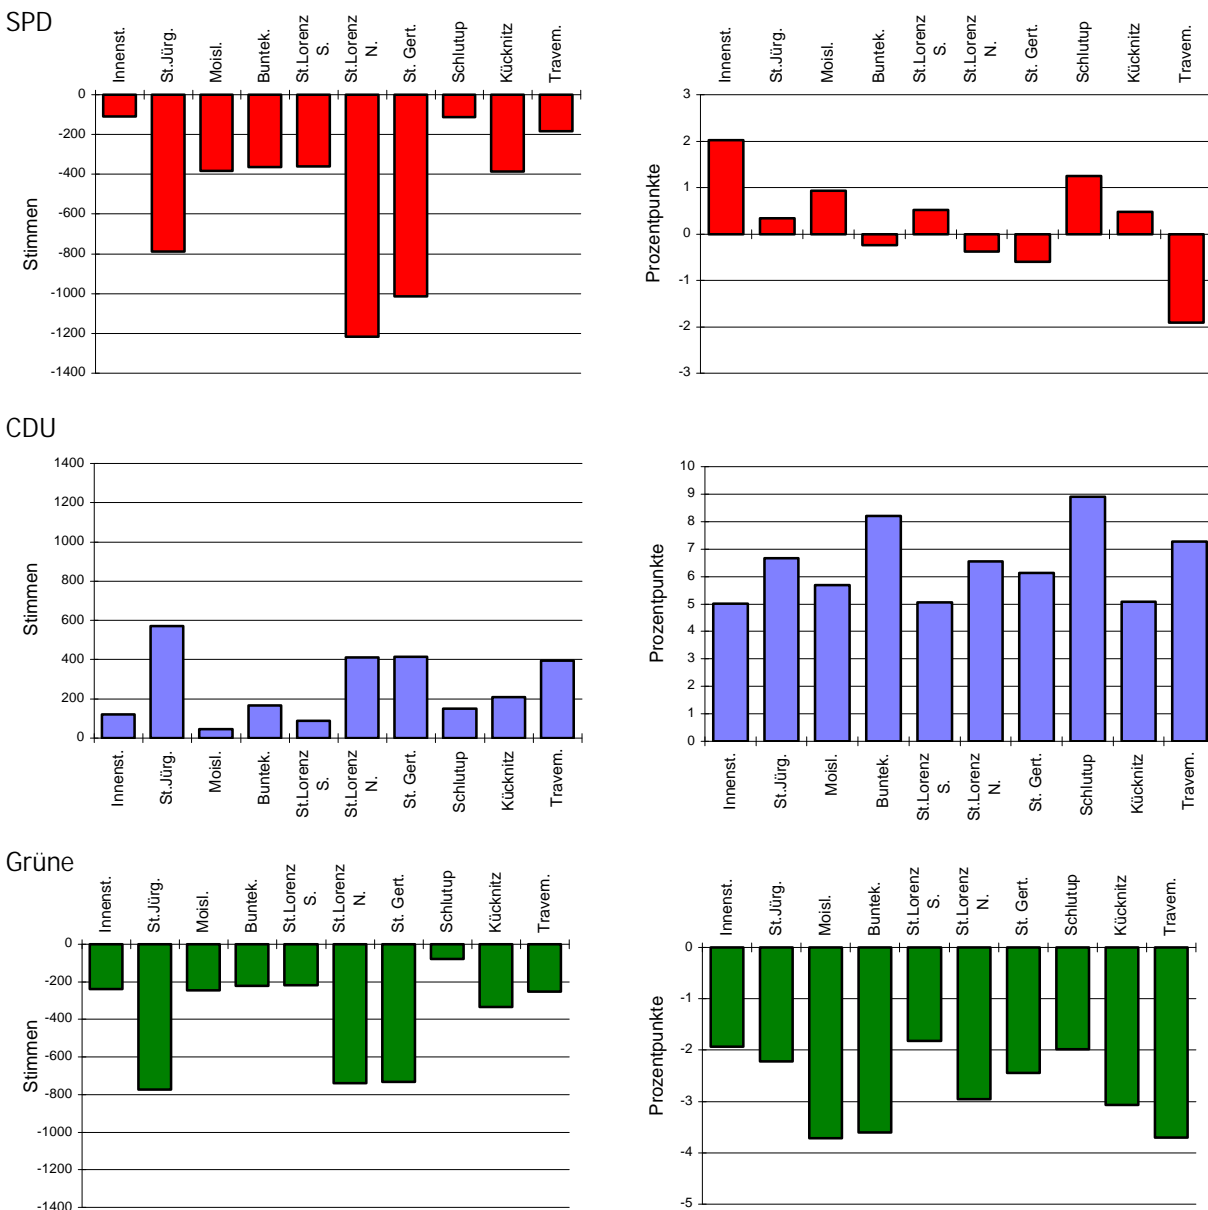 SPD
Innenst.
St.Jürg.
Moisl.
Buntek.
St.Lorenz
S.
St.Lorenz
N.
St. Gert.
Schlutup
Kücknitz
Travem.
0
-200
-400
-600
-800
-1000
-1200
-1400
Stimmen
Innenst.
St.Jürg.
Moisl.
Buntek.
St.Lorenz
S.
St.Lorenz
N.
St. Gert.
Schlutup
Kücknitz
Travem.
3
2
1
0
-1
-2
-3
Prozentpunkte
CDU
1400
1200
1000
800
600
400
200
0
Stimmen
Innenst.
St.Jürg.
Moisl.
Buntek.
St.Lorenz
S.
St.Lorenz
N.
St. Gert.
Schlutup
Kücknitz
Travem.
10
9
8
7
6
5
4
3
2
1
0
Prozentpunkte
Innenst.
St.Jürg.
Moisl.
Buntek.
St.Lorenz
S.
St.Lorenz
N.
St. Gert.
Schlutup
Kücknitz
Travem.
Grüne
Innenst.
St.Jürg.
Moisl.
Buntek.
St.Lorenz
S.
St.Lorenz
N.
St. Gert.
Schlutup
Kücknitz
Travem.
0
-200
-400
-600
-800
-1000
-1200
-1400
Stimmen
Innenst.
St.Jürg.
Moisl.
Buntek.
St.Lorenz
S.
St.Lorenz
N.
St. Gert.
Schlutup
Kücknitz
Travem.
0
-1
-2
-3
-4
-5
Prozentpunkte